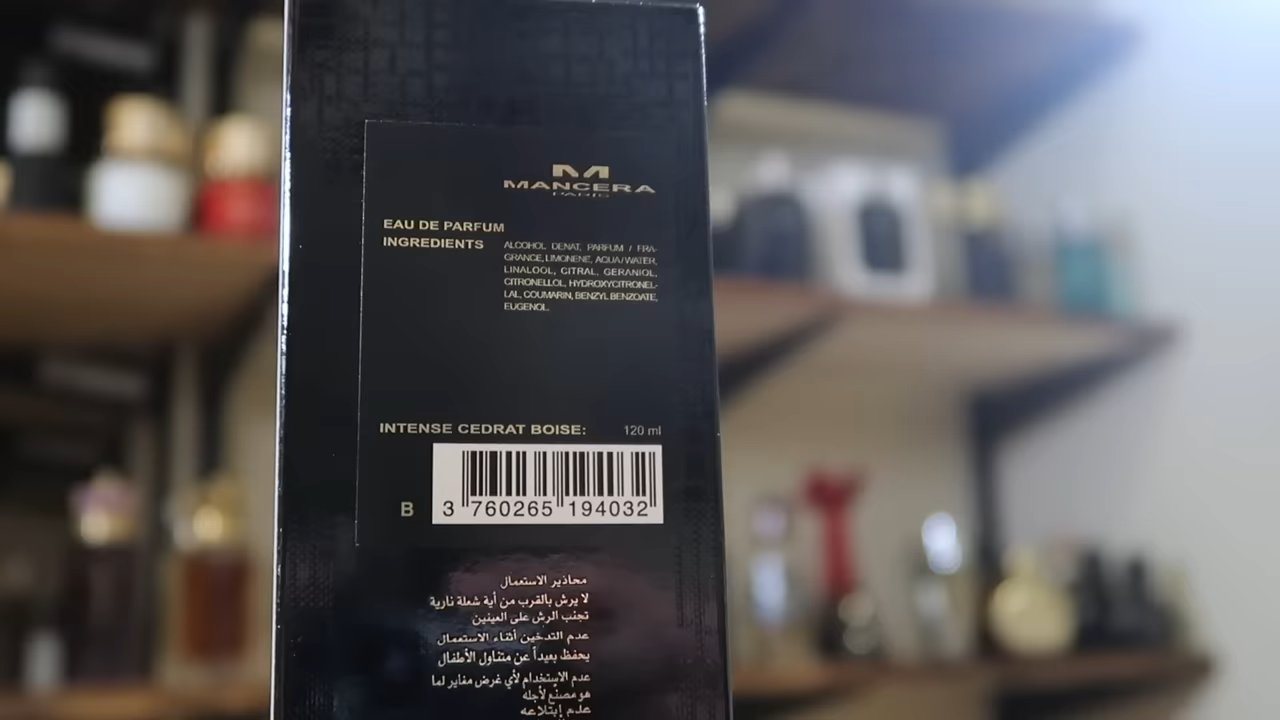 MANCERA
PARIS
EAU DE PARFUM
INGREDIENTS
ALCOHOL DENAT, PARFUM / FRA-
GRANCE, LIMONENE, AQUA/WATER,
LINALOOL, CITRAL, GERANIOL,
CITRONELLOL, HYDROXYCITRONEL-
LAL, COUMARIN, BENZYL BENZOATE,
EUGENOL.
INTENSE CEDRAT BOISE: 120 ml
B 3 760265 194032
محاذير الاستعمال
لا يرش بالقرب من أية شعلة نارية
تجنب الرش على العينين
عدم التدخين أثناء الاستعمال
يحفظ بعيداً عن متناول الأطفال
عدم الإستخدام لأي غرض مغاير لما
هو مصنّع لأجله
عدم إبتلاعه